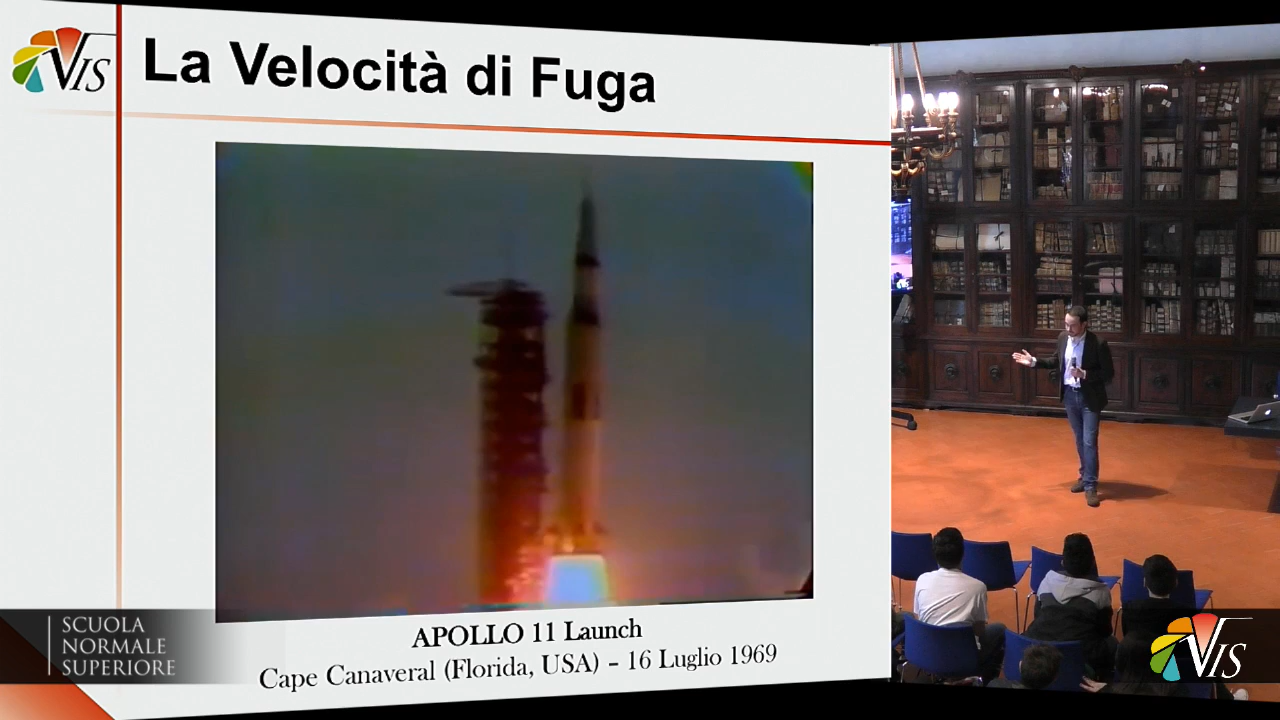 VIS
La Velocità di Fuga
APOLLO 11 Launch
Cape Canaveral (Florida, USA) – 16 Luglio 1969
SCUOLA
NORMALE
SUPERIORE
VIS